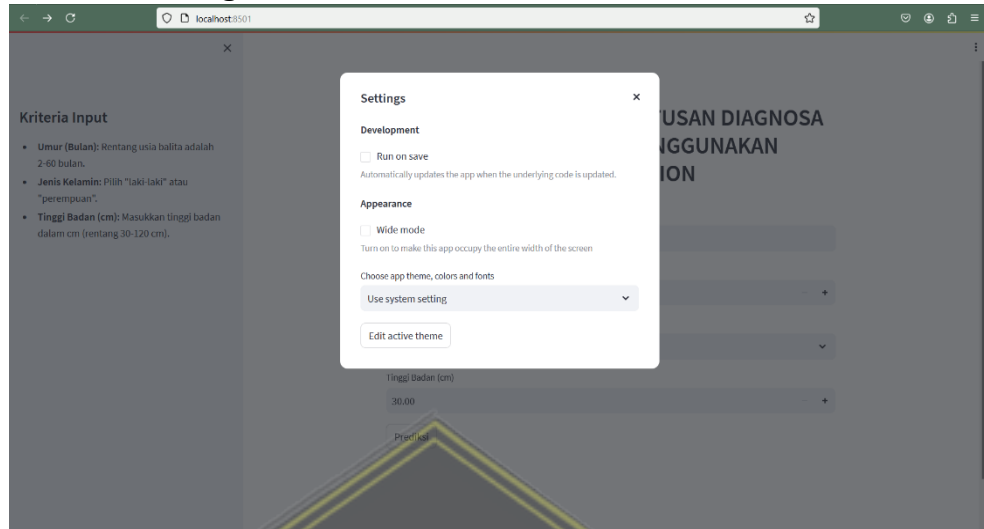 localhost:8501
Kriteria Input
Umur (Bulan): Rentang usia balita adalah
2-60 bulan.
Jenis Kelamin: Pilih "laki-laki" atau
"perempuan".
Tinggi Badan (cm): Masukkan tinggi badan
dalam cm (rentang 30-120 cm).
Settings
Development
Run on save
Automatically updates the app when the underlying code is updated.
Appearance
Wide mode
Turn on to make this app occupy the entire width of the screen
Choose app theme, colors and fonts
Use system setting
Edit active theme
USAN DIAGNOSA
GGUNAKAN
ION
Tinggi Badan (cm)
30.00
Prediksi